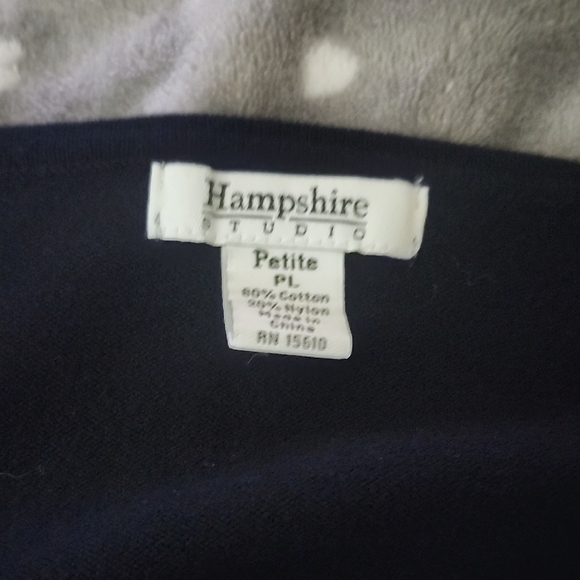 Hampshire
STUDIO
Petite
PL
80% Cotton
20% Nylon
Made in
China
RN 15610